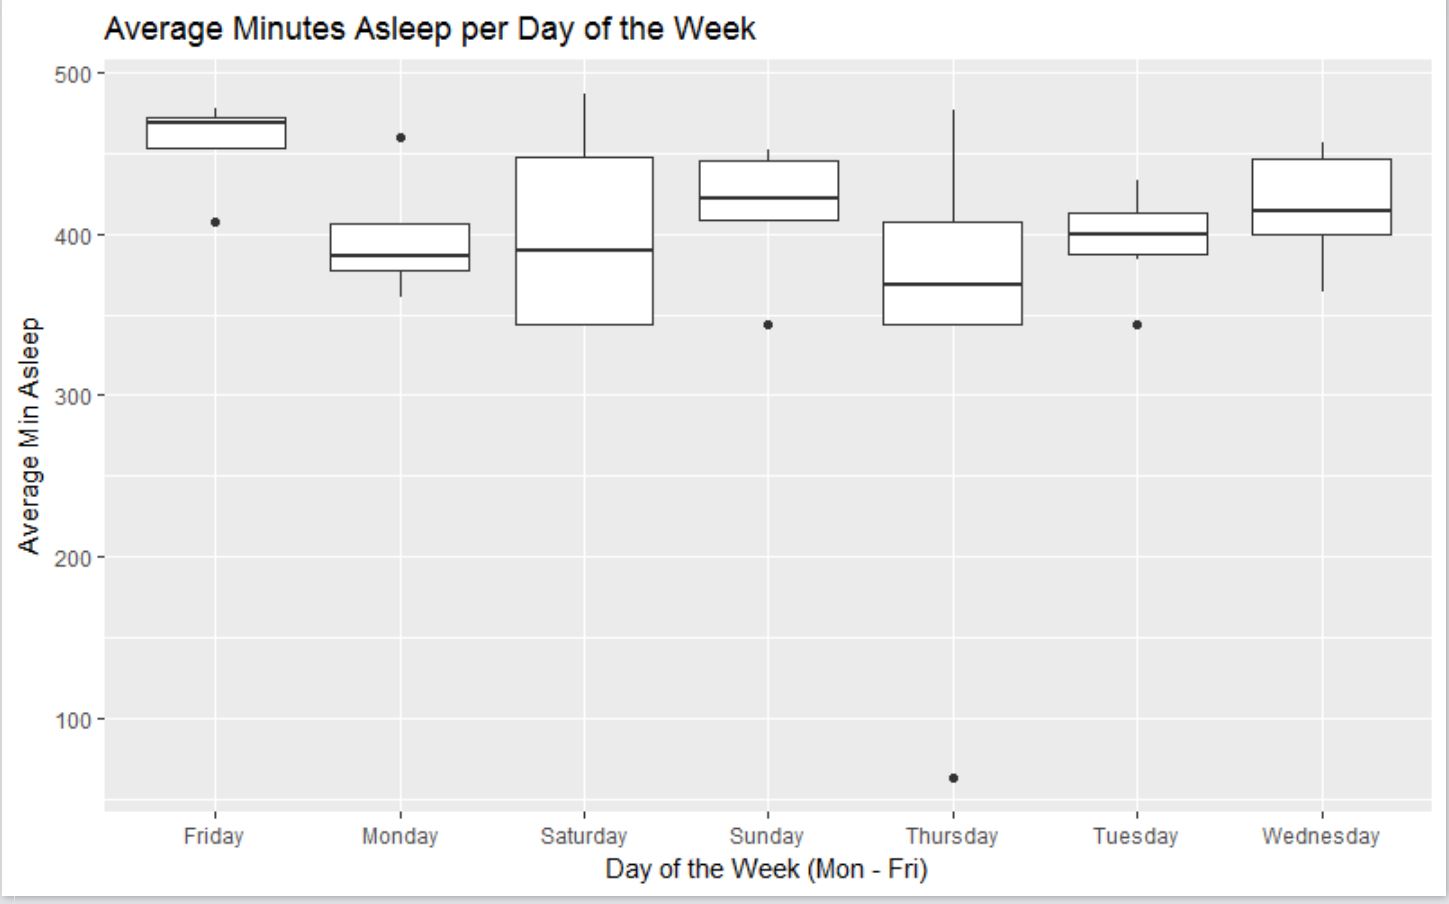 Average Minutes Asleep per Day of the Week
500
400
300
200
100
Average Min Asleep
Friday Monday Saturday Sunday Thursday Tuesday Wednesday
Day of the Week (Mon - Fri)